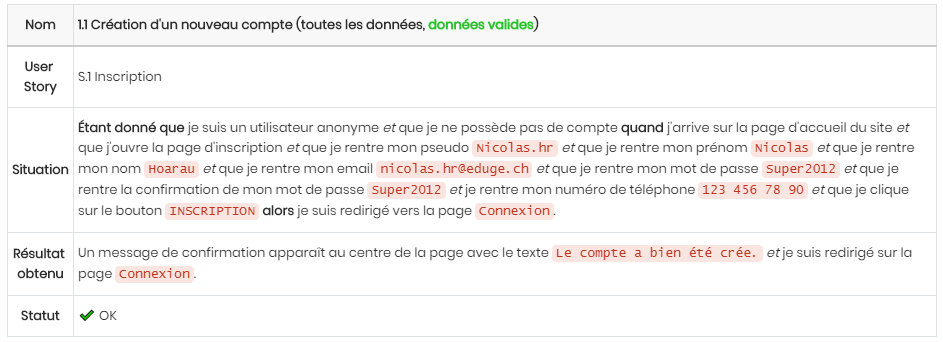 Nom 1.1 Création d'un nouveau compte (toutes les données, données valides)
User Story S.1 Inscription
Situation
Étant donné que je suis un utilisateur anonyme et que je ne possède pas de compte quand j'arrive sur la page d'accueil du site et
que j'ouvre la page d'inscription et que je rentre mon pseudo Nicolas.hr et que je rentre mon prénom Nicolas et que je rentre
mon nom Hoarau et que je rentre mon email nicolas.hr@eduge.ch et que je rentre mon mot de passe Super2012 et que je
rentre la confirmation de mon mot de passe Super2012 et je rentre mon numéro de téléphone 123 456 78 90 et que je clique
sur le bouton INSCRIPTION alors je suis redirigé vers la page Connexion.
Résultat obtenu
Un message de confirmation apparaît au centre de la page avec le texte Le compte a bien été crée. et je suis redirigé sur la
page Connexion.
Statut ✔ OK